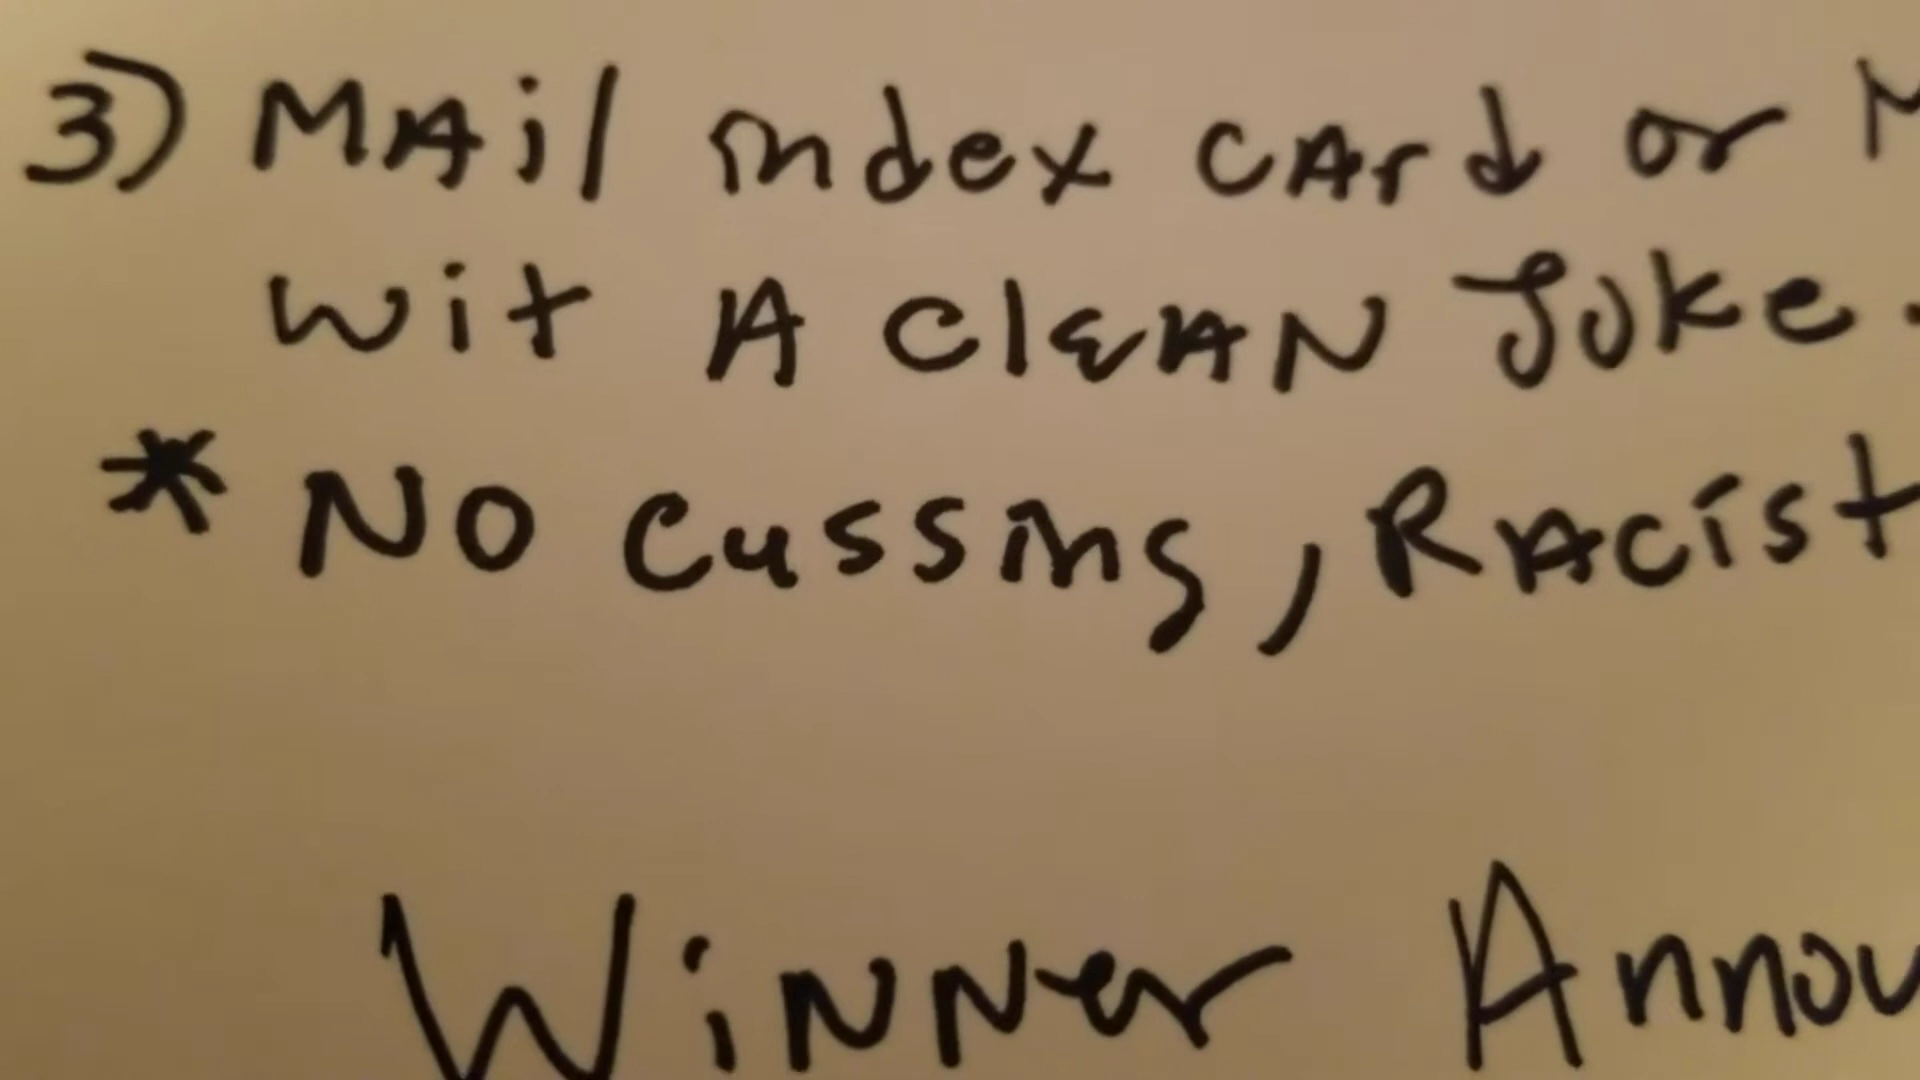 3) MAil index CArd or
wit A cleAN Joke.
* NO Cussing, RAcist
WiNNer Annou